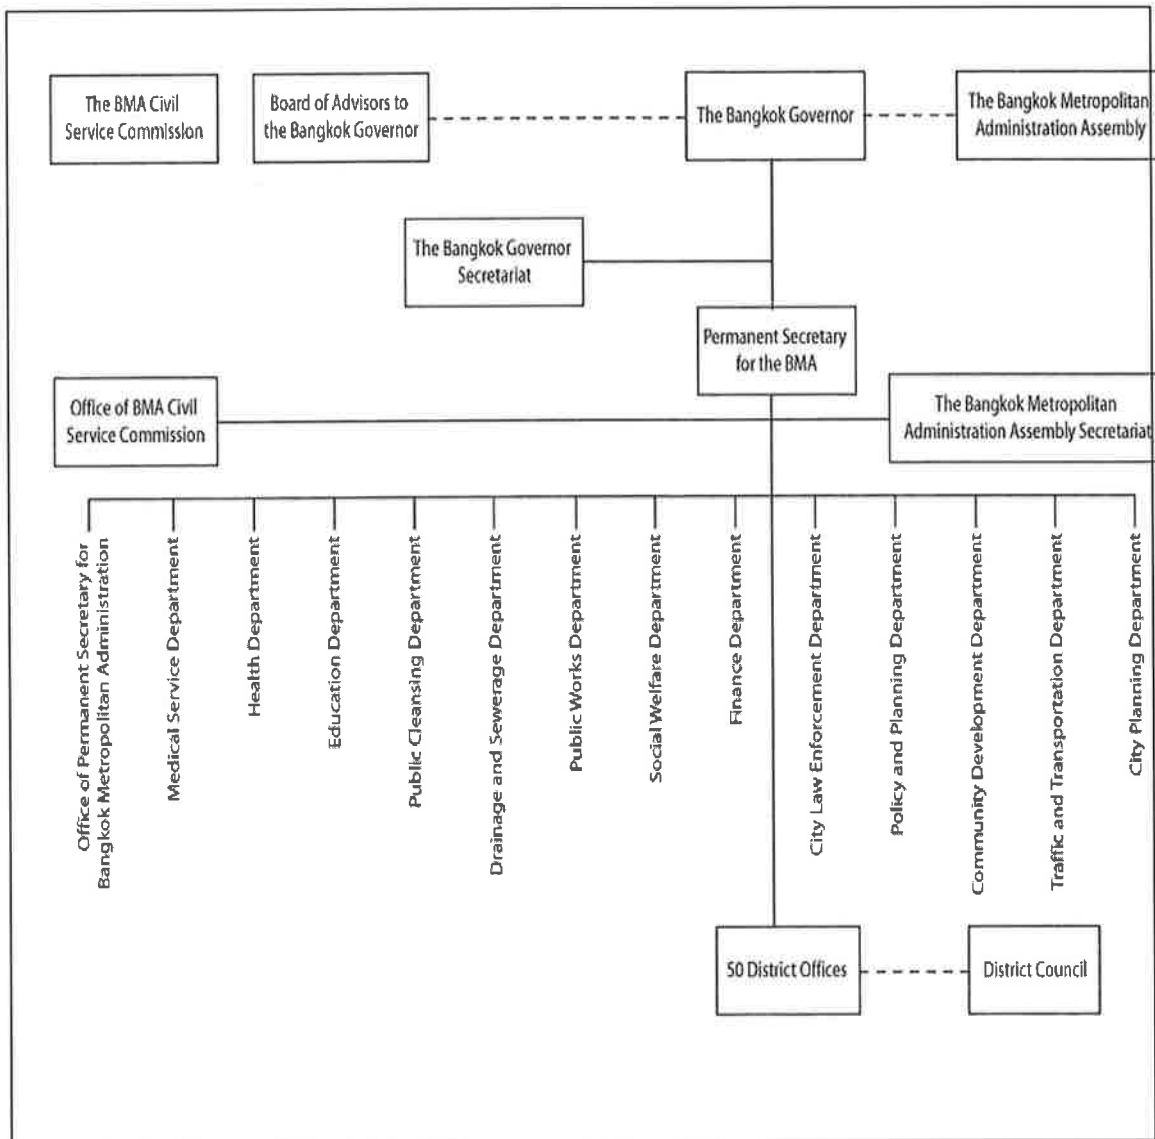 The BMA Civil
Service Commission
Board of Advisors to
the Bangkok Governor
The Bangkok Governor
The Bangkok Metropolitan
Administration Assembly
The Bangkok Governor
Secretariat
Permanent Secretary
for the BMA
Office of BMA Civil
Service Commission
The Bangkok Metropolitan
Administration Assembly Secretariat
Office of Permanent Secretary for
Bangkok Metropolitan Administration
Medical Service Department
Health Department
Education Department
Public Cleansing Department
Drainage and Sewerage Department
Public Works Department
Social Welfare Department
Finance Department
City Law Enforcement Department
Policy and Planning Department
Community Development Department
Traffic and Transportation Department
City Planning Department
50 District Offices
District Council